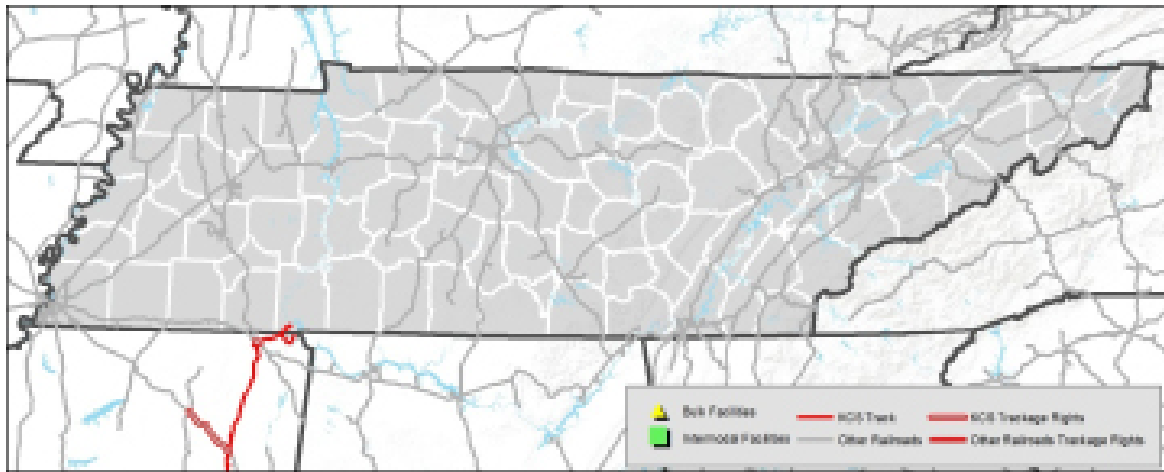 Bulk Facilities
KCS Track
KCS Trackage Rights
Intermodal Facilities
Other Railroads
Other Railroads Trackage Rights